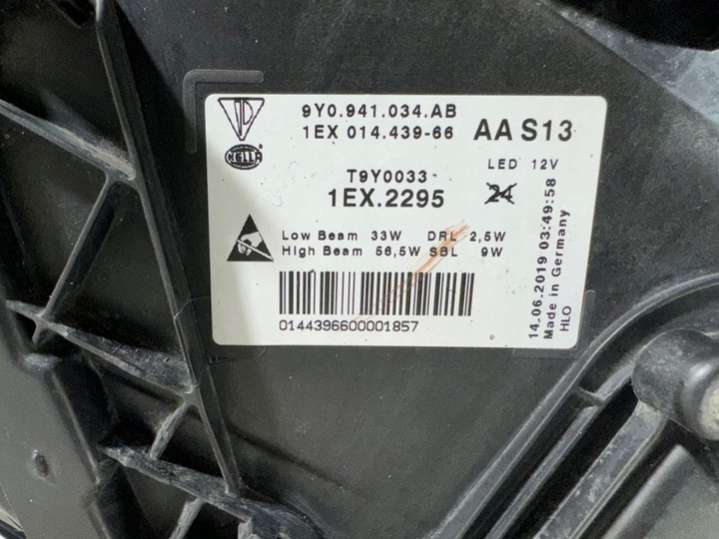 9Y0.941.034.AB
1EX 014.439-66
AA S13
HELLA
LED 12V
T9Y0033
1EX.2295
24
Low Beam 33W DRL 2,5W
High Beam 56,5W SBL 9W
0144396600001857
14.06.2019 03:49:58
Made in Germany
HLO